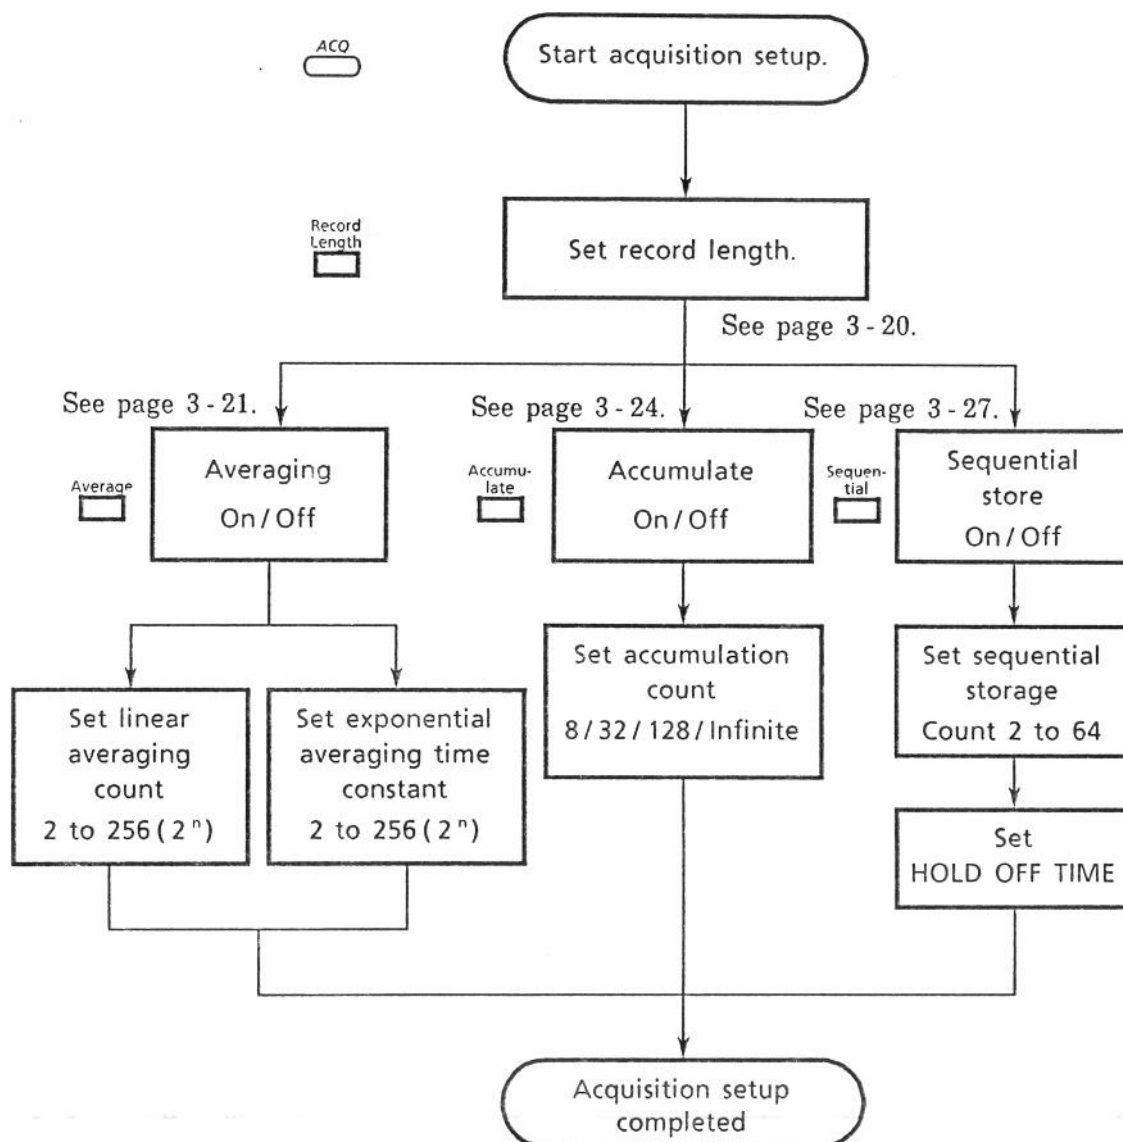 ACQ
Start acquisition setup.
Record
Length
Set record length.
See page 3 - 20.
See page 3 - 21.
See page 3 - 24.
See page 3 - 27.
Average
Averaging
On / Off
Accumu-
late
Accumulate
On / Off
Sequen-
tial
Sequential
store
On / Off
Set linear
averaging
count
2 to 256 ( 2ⁿ )
Set exponential
averaging time
constant
2 to 256 ( 2ⁿ )
Set accumulation
count
8 / 32 / 128 / Infinite
Set sequential
storage
Count 2 to 64
Set
HOLD OFF TIME
Acquisition setup
completed